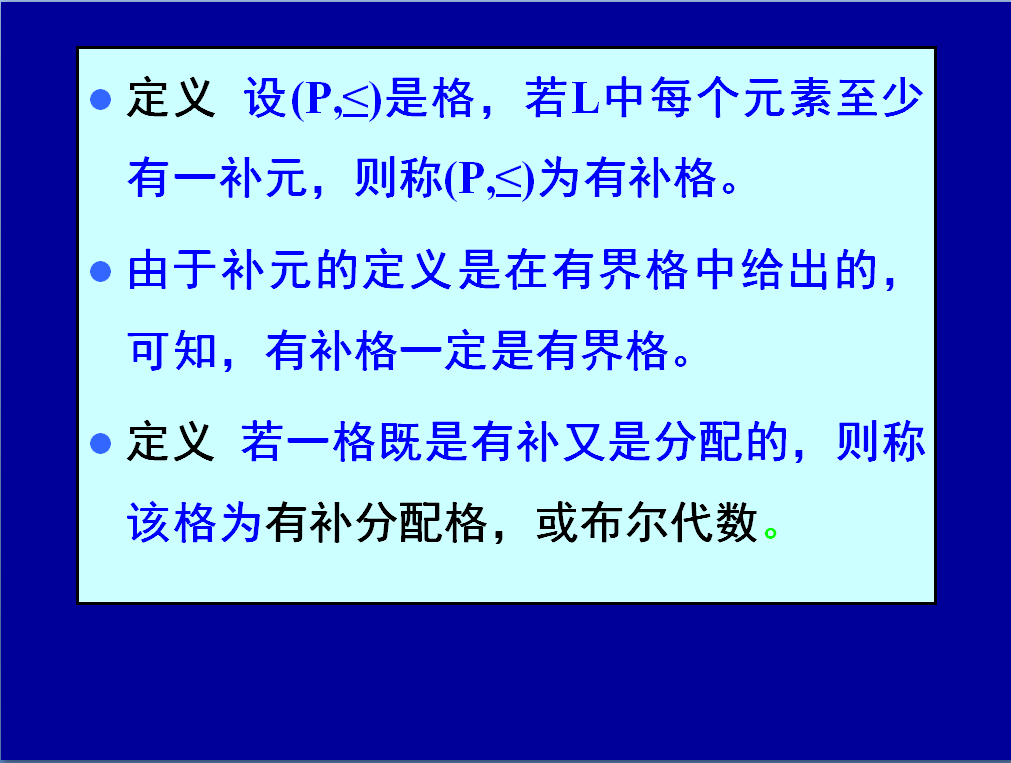 ● 定义 设(P,≤)是格，若L中每个元素至少
有一补元，则称(P,≤)为有补格。
● 由于补元的定义是在有界格中给出的，
可知，有补格一定是有界格。
● 定义 若一格既是有补又是分配的，则称
该格为有补分配格，或布尔代数。